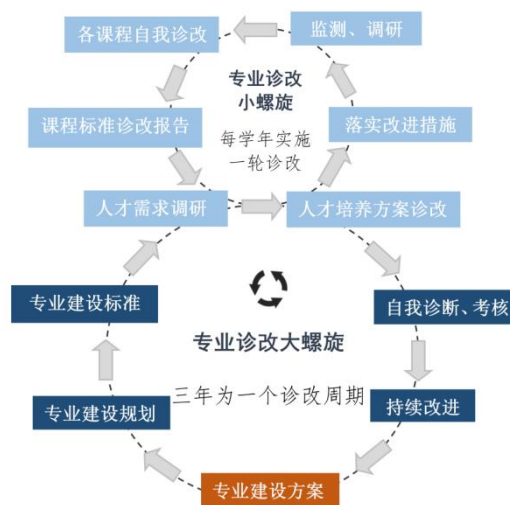 各课程自我诊改
监测、调研
专业诊改
小螺旋
课程标准诊改报告
每学年实施
一轮诊改
落实改进措施
人才需求调研
人才培养方案诊改
专业建设标准
自我诊断、考核
专业诊改大螺旋
专业建设规划
三年为一个诊改周期
持续改进
专业建设方案